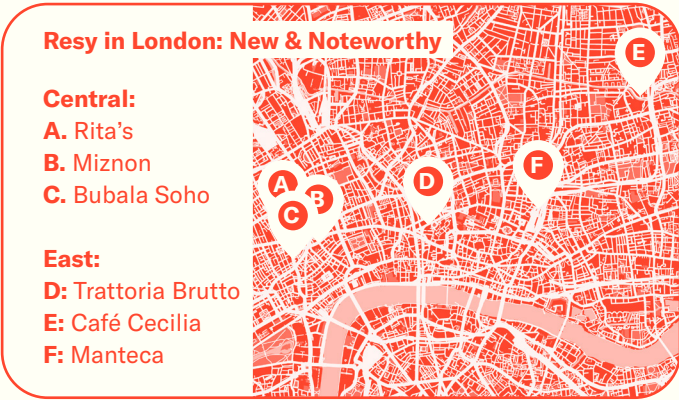 Resy in London: New & Noteworthy
Central:
A. Rita's
B. Miznon
C. Bubala Soho
East:
D: Trattoria Brutto
E: Café Cecilia
F: Manteca
E
F
D
A
B
C